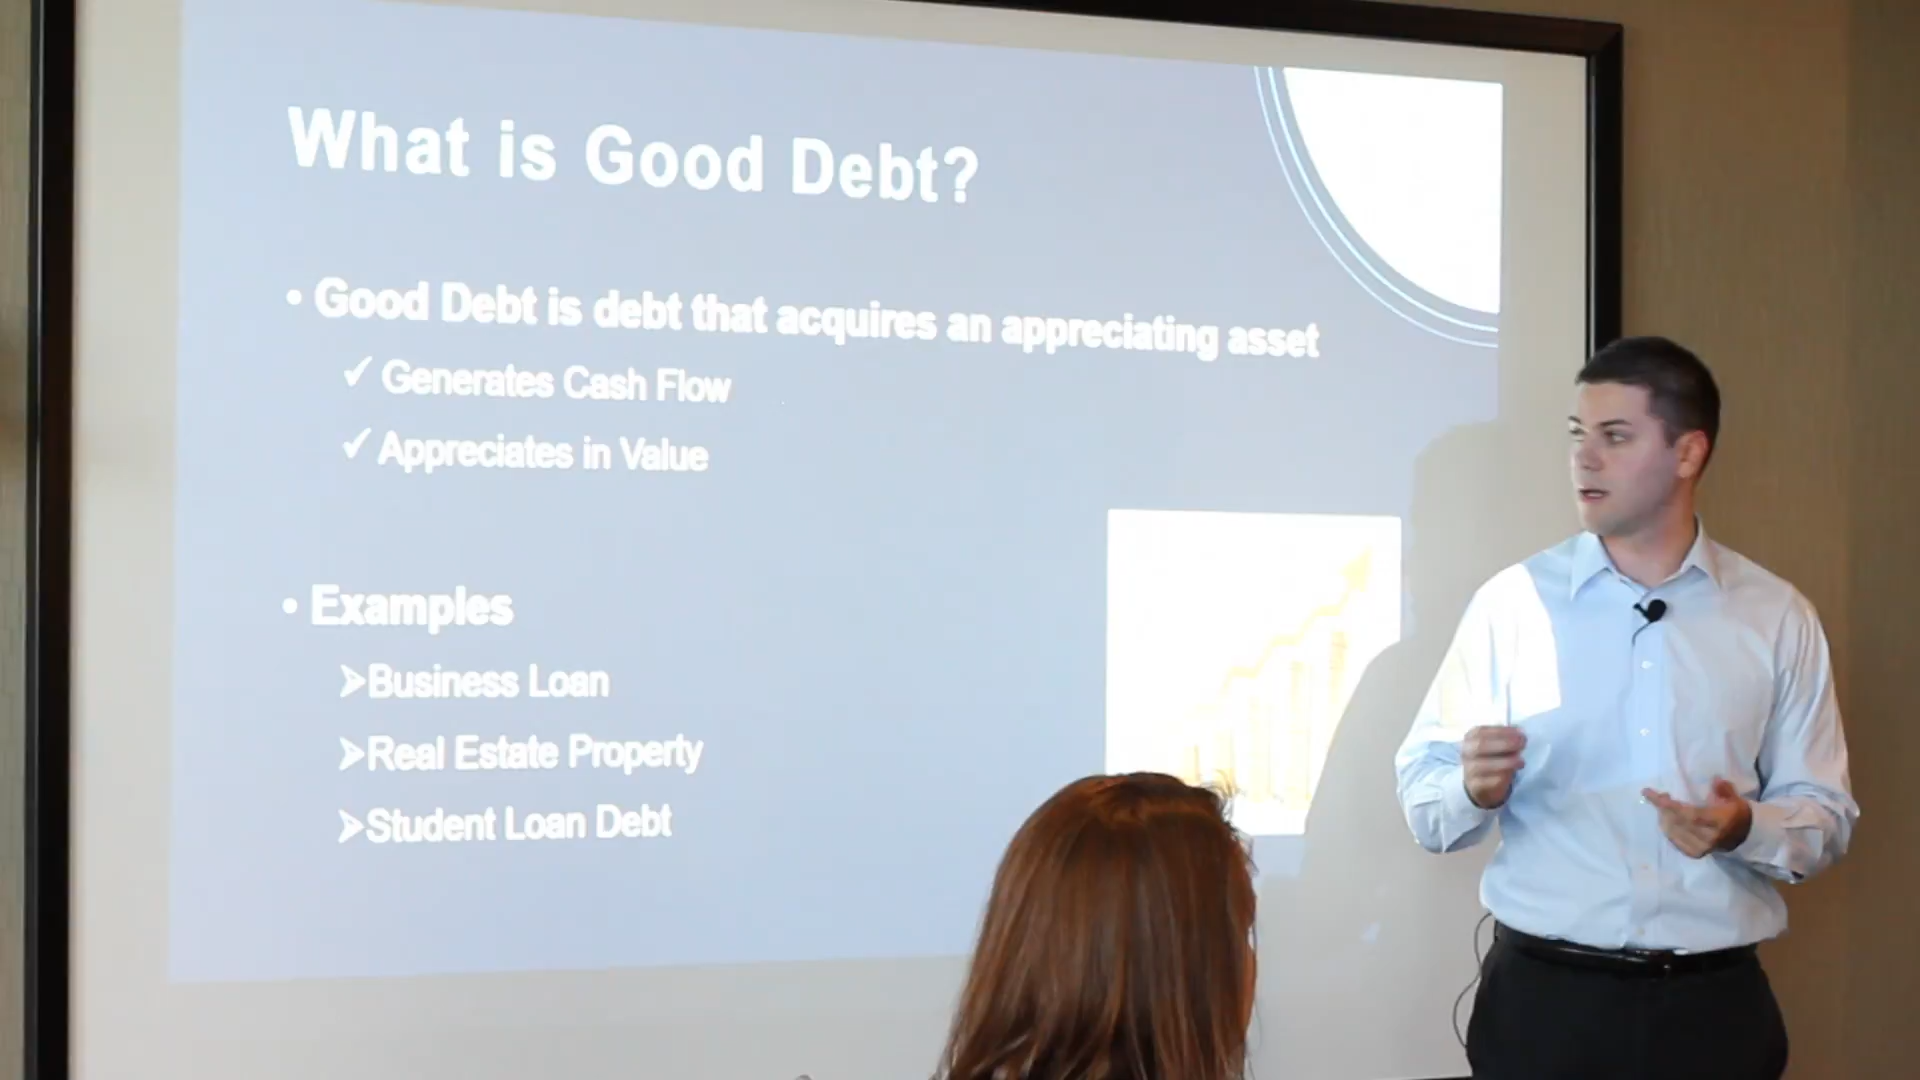 What is Good Debt?
• Good Debt is debt that acquires an appreciating asset
✓ Generates Cash Flow
✓ Appreciates in Value
• Examples
➢Business Loan
➢Real Estate Property
➢Student Loan Debt